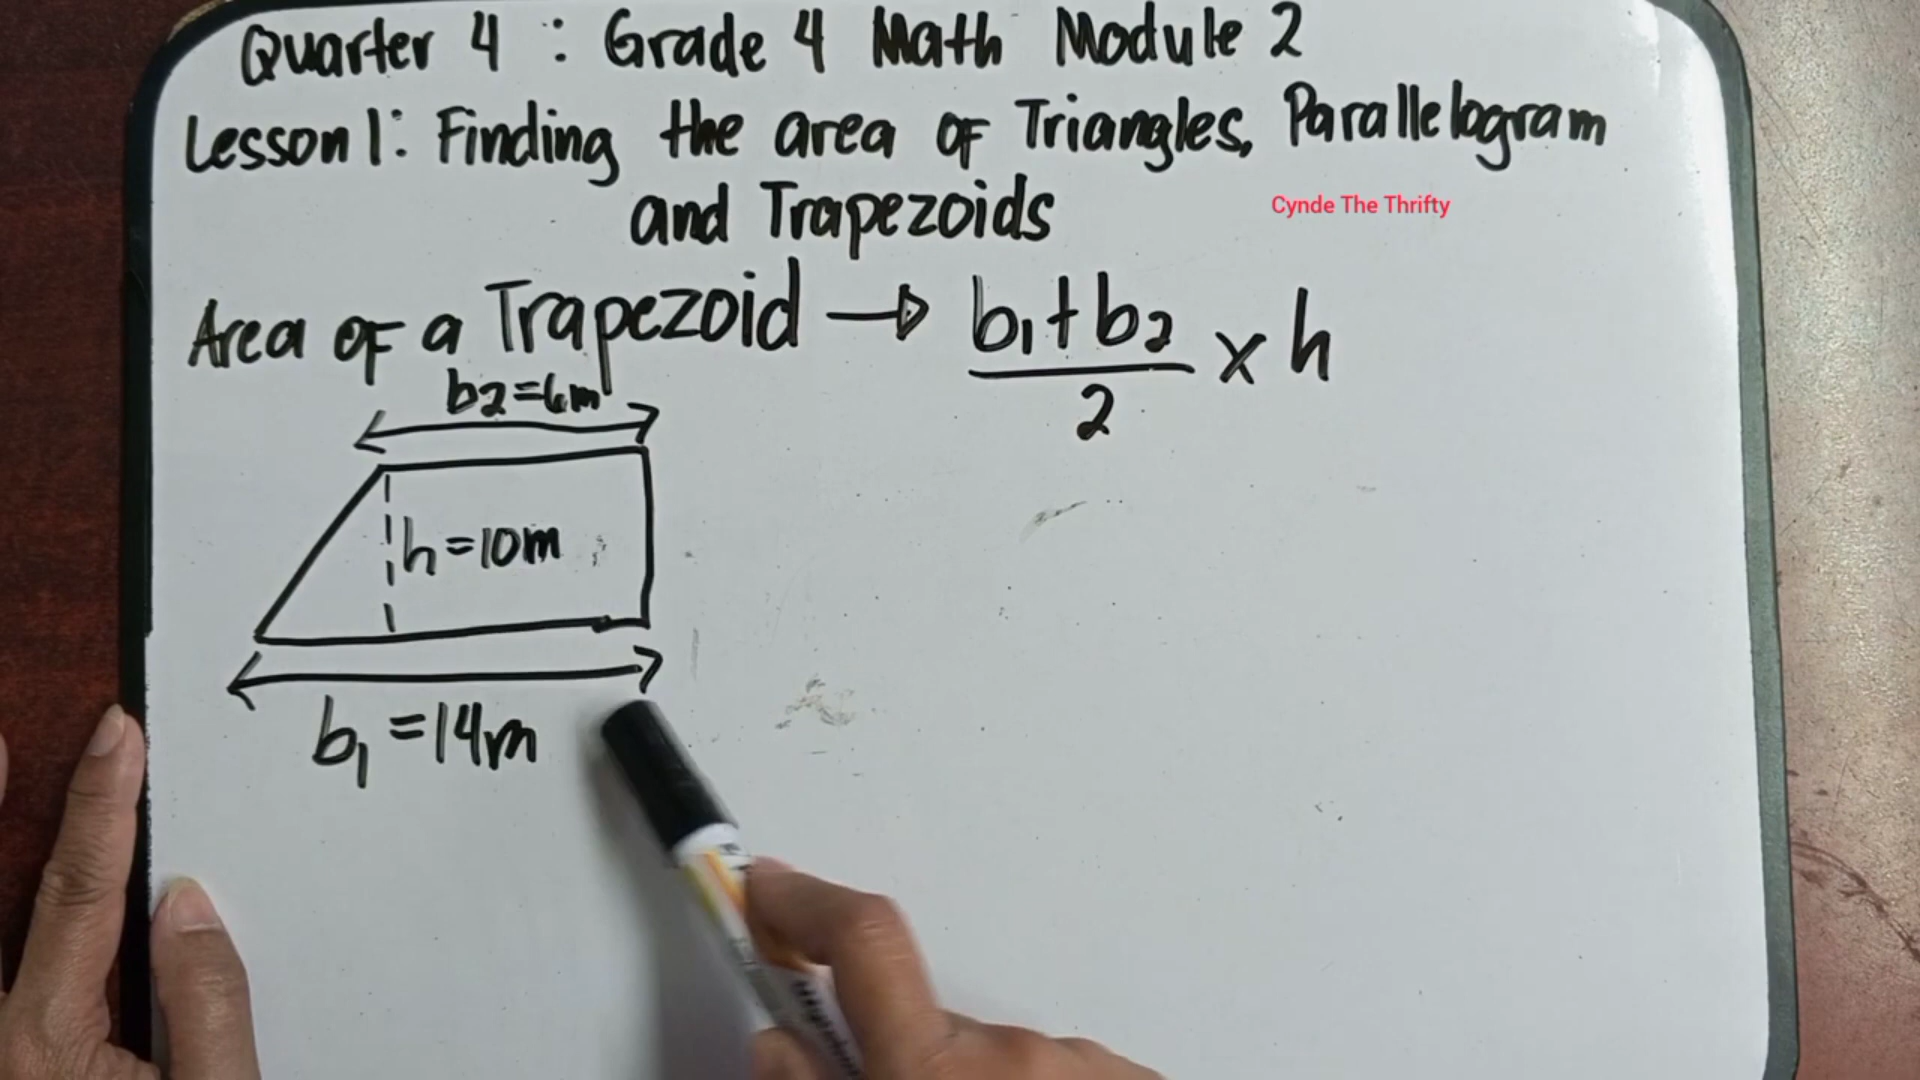 Quarter 4 : Grade 4 Math Module 2
Lesson 1: Finding the area of Triangles, Parallelogram
and Trapezoids
Cynde The Thrifty
Area of a Trapezoid → b₁+b₂/2 x h
b2=6m
h=10m
b₁=14m